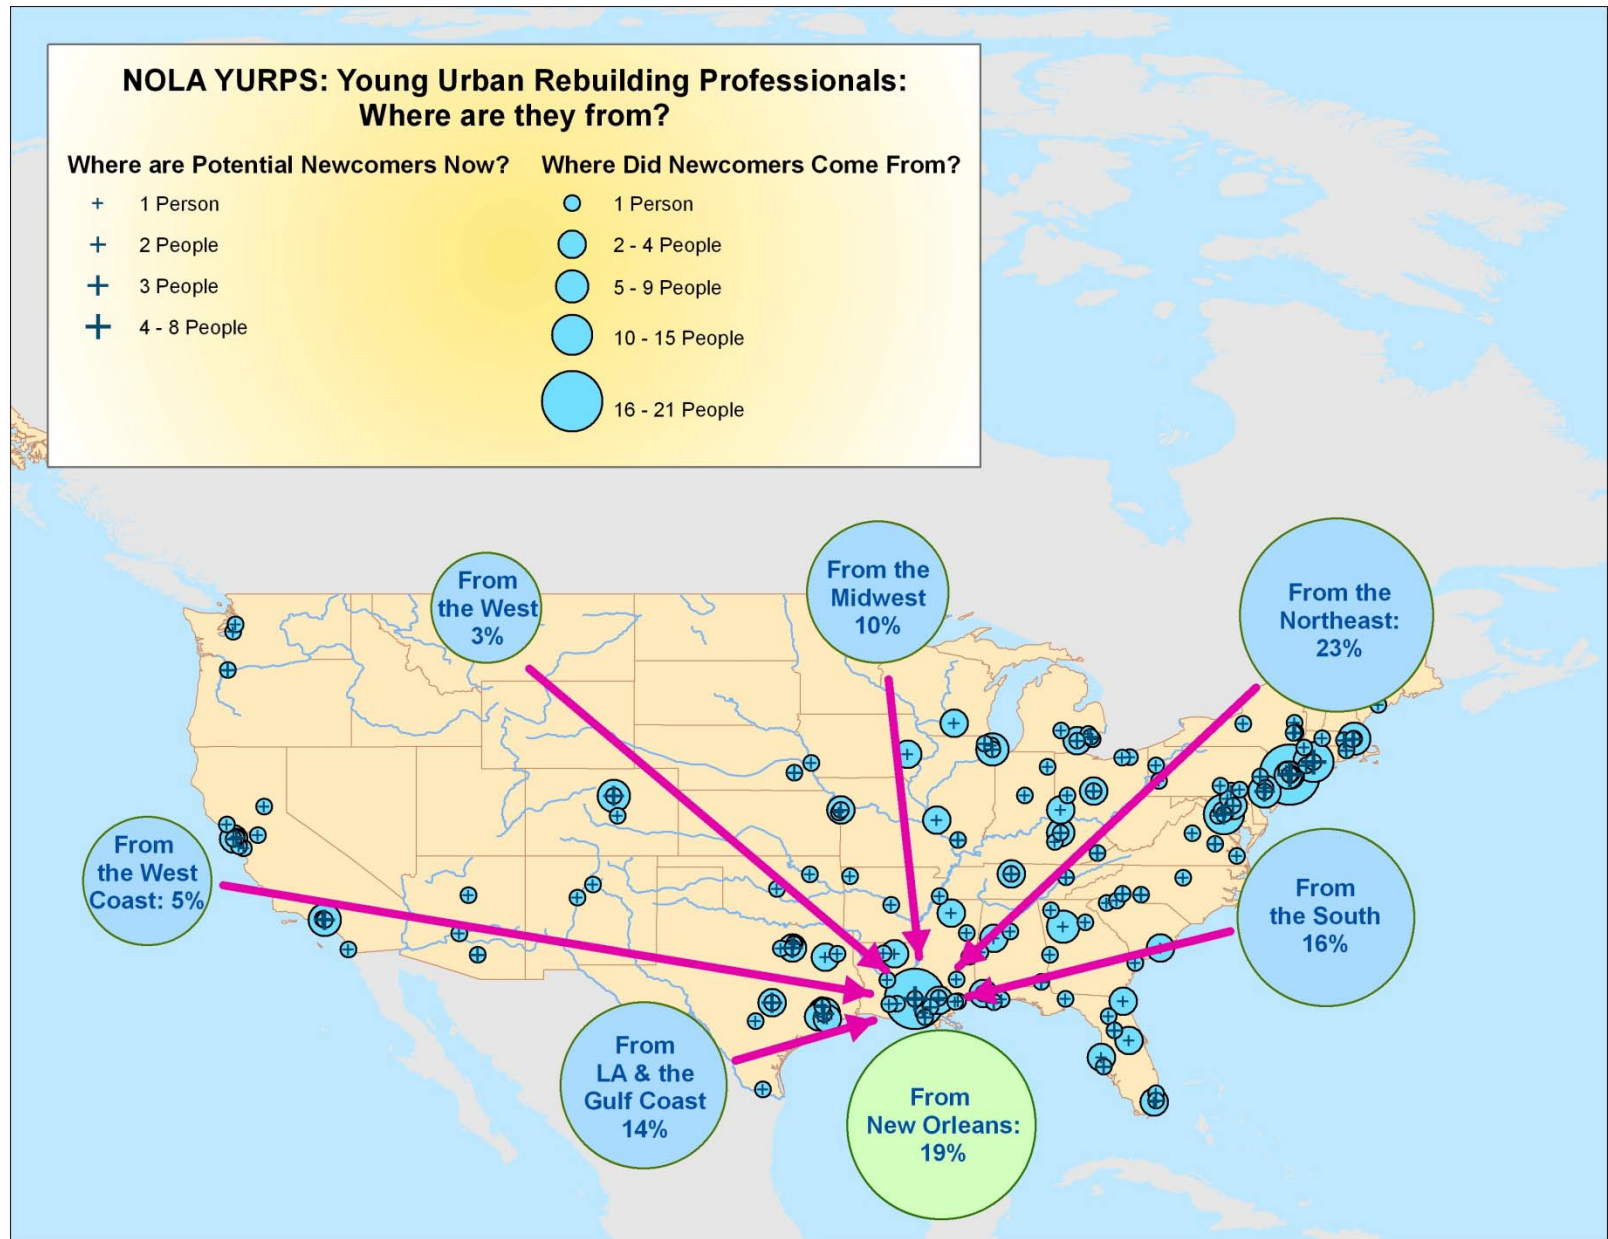 NOLA YURPS: Young Urban Rebuilding Professionals:
Where are they from?
Where are Potential Newcomers Now?
1 Person
2 People
3 People
4 - 8 People
Where Did Newcomers Come From?
1 Person
2 - 4 People
5 - 9 People
10 - 15 People
16 - 21 People
From
the West
3%
From the
Midwest
10%
From the
Northeast:
23%
From
the West
Coast: 5%
From
the South
16%
From
LA & the
Gulf Coast
14%
From
New Orleans:
19%